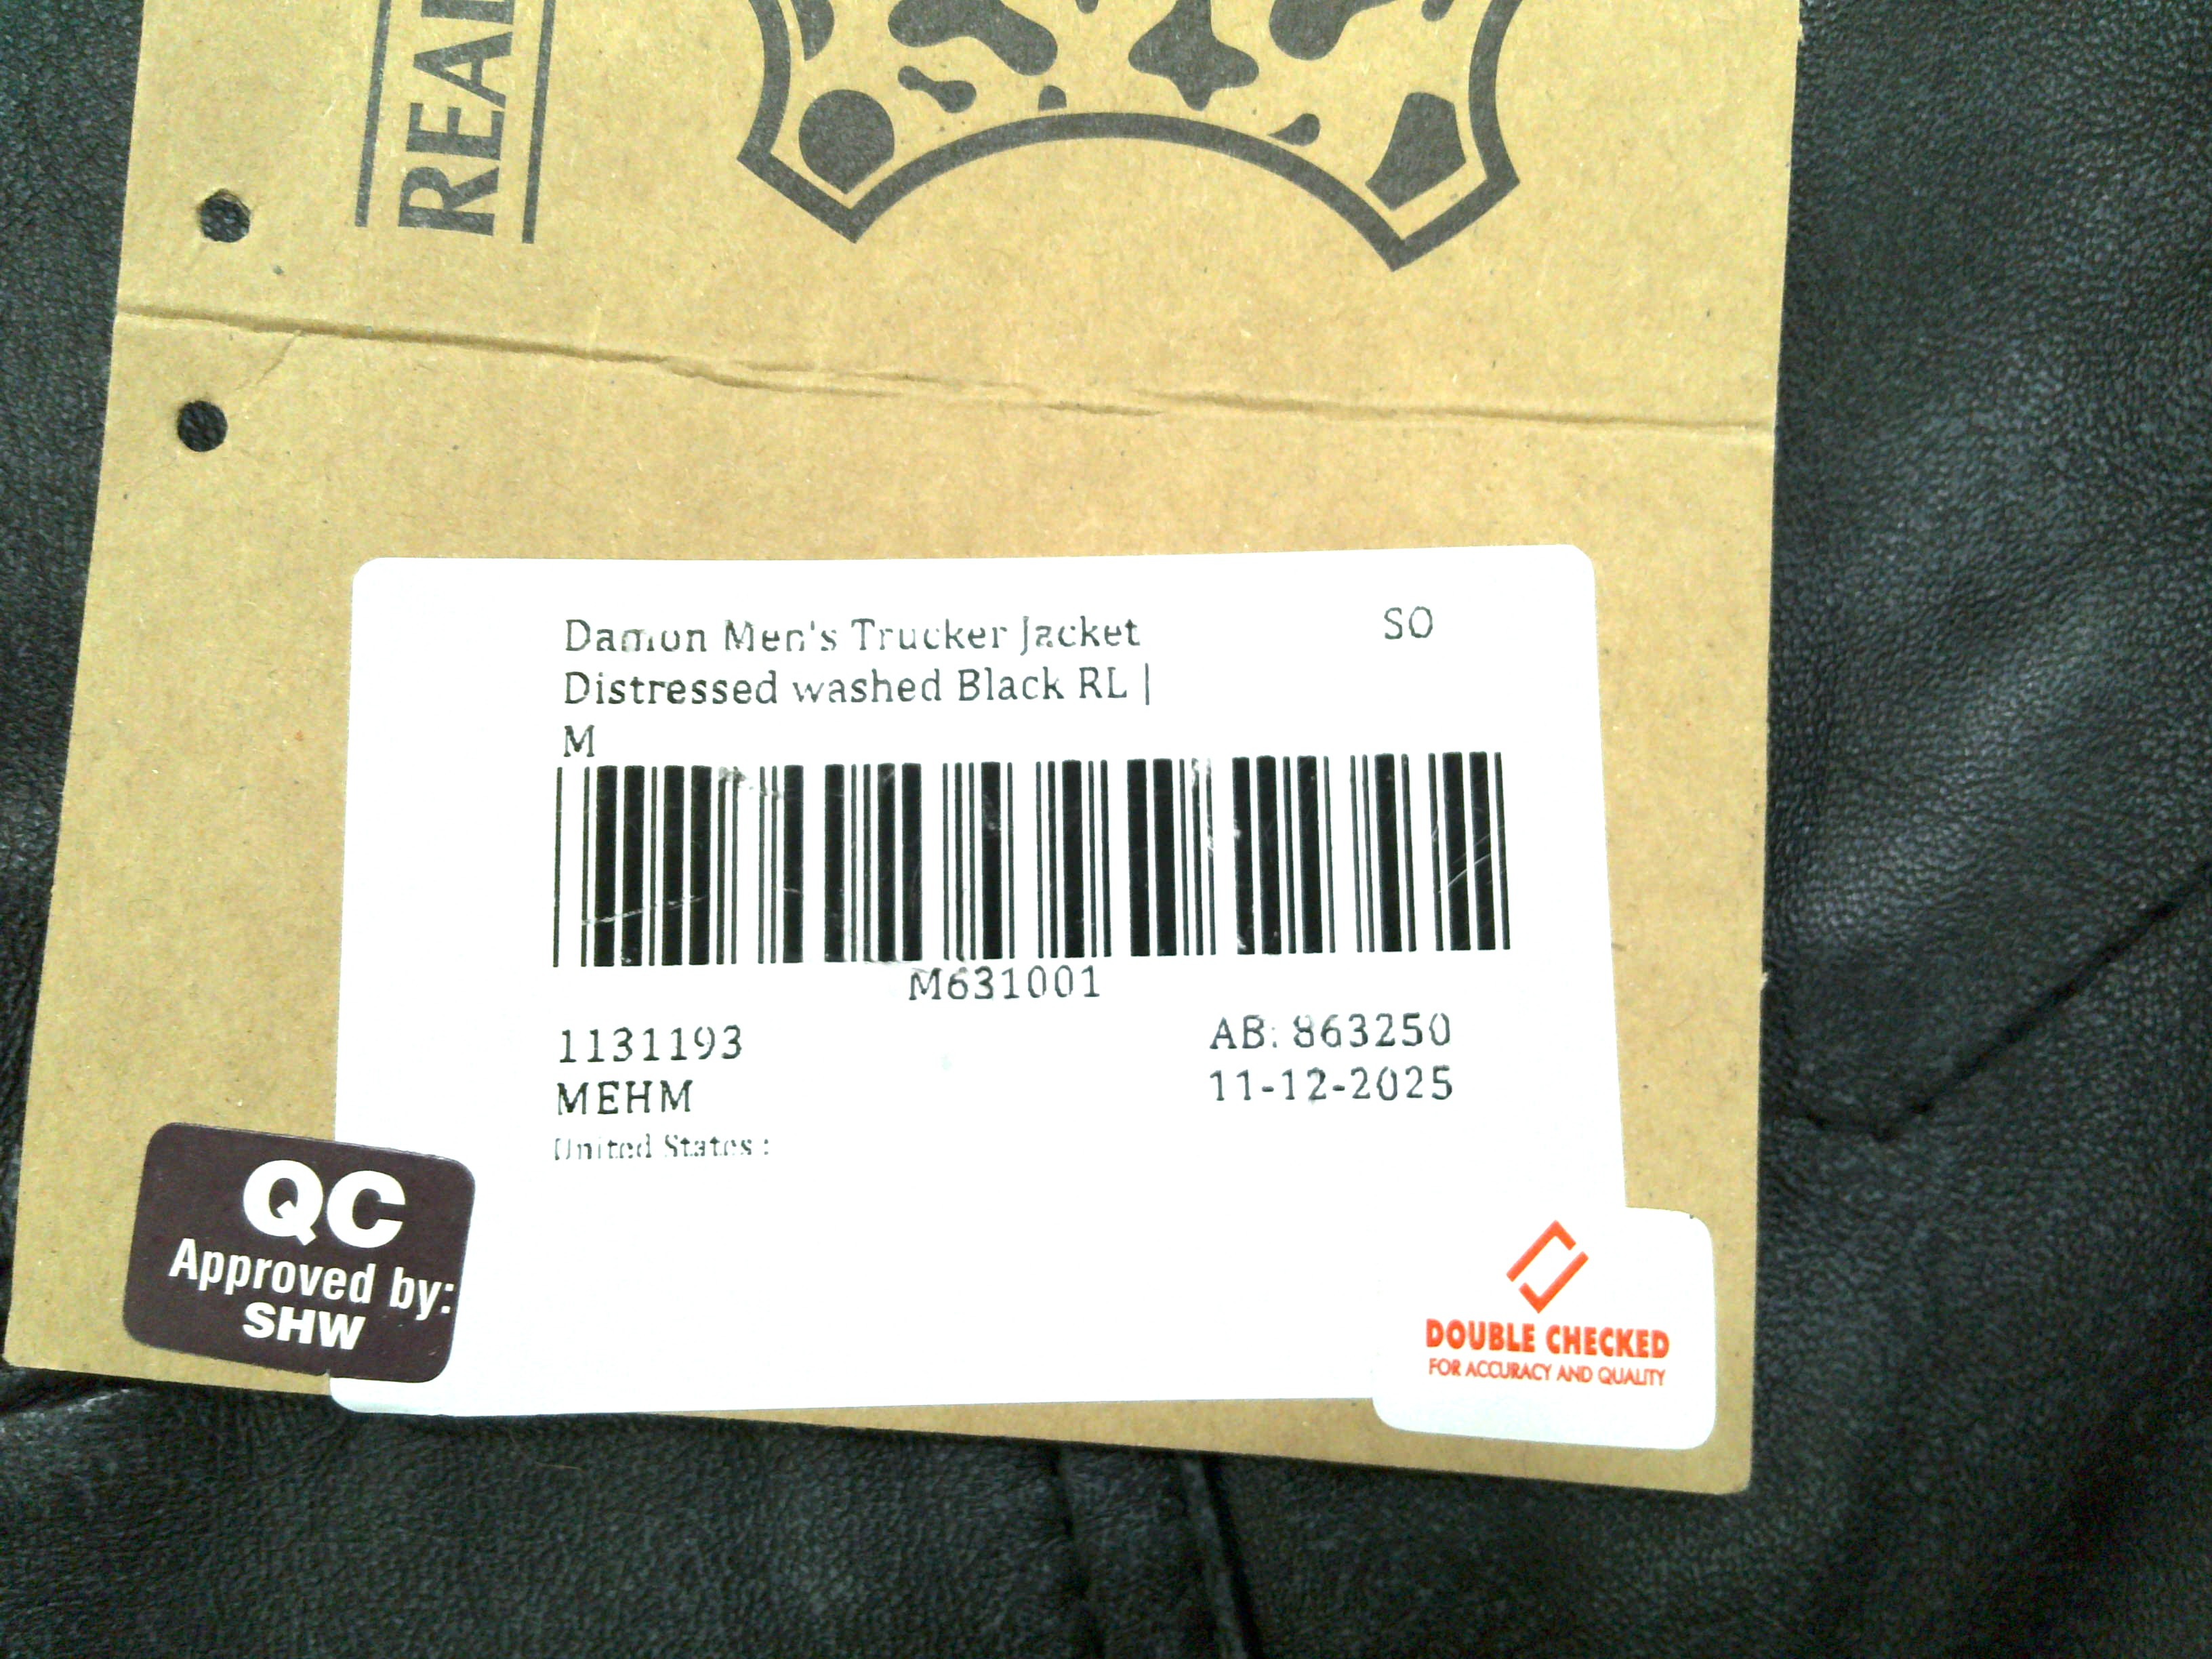 REAL
Damon Men's Trucker Jacket SO
Distressed washed Black RL |
M
M631001
1131193 AB: 863250
MEHM 11-12-2025
United States :
QC
Approved by:
SHW
DOUBLE CHECKED
FOR ACCURACY AND QUALITY